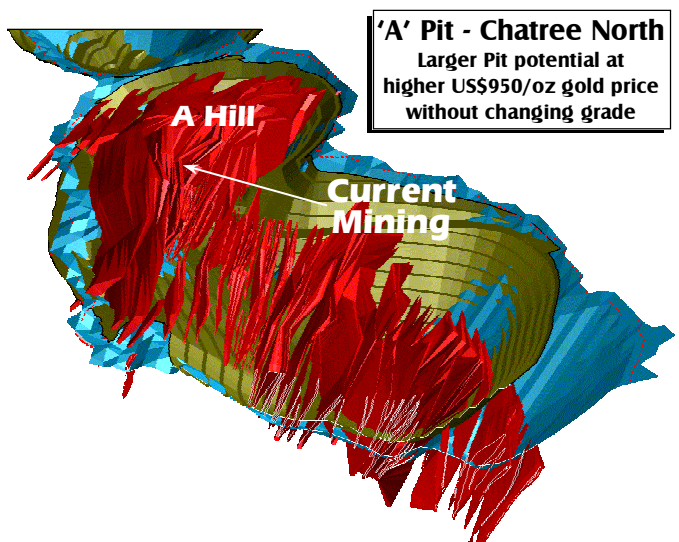 ‘A’ Pit - Chatree North
Larger Pit potential at
higher US$950/oz gold price
without changing grade
A Hill
Current
Mining